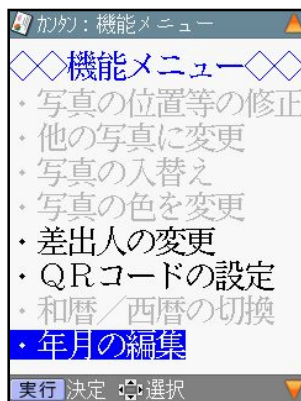 カンタン：機能メニュー
◇◇機能メニュー◇◇
・写真の位置等の修正
・他の写真に変更
・写真の入替え
・写真の色を変更
・差出人の変更
・QRコードの設定
・和暦／西暦の切換
・年月の編集
実行 決定 選択